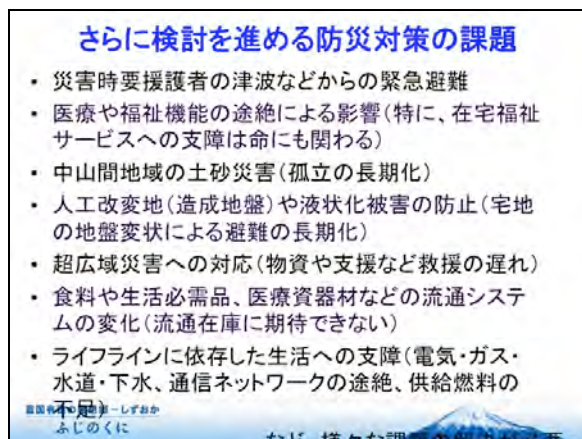 さらに検討を進める防災対策の課題
• 災害時要援護者の津波などからの緊急避難
• 医療や福祉機能の途絶による影響(特に、在宅福祉
サービスへの支障は命にも関わる)
• 中山間地域の土砂災害(孤立の長期化)
• 人工改変地(造成地盤)や液状化被害の防止(宅地
の地盤変状による避難の長期化)
• 超広域災害への対応(物資や支援など救援の遅れ)
• 食料や生活必需品、医療資器材などの流通システ
ムの変化(流通在庫に期待できない)
• ライフラインに依存した生活への支障(電気・ガス・
水道・下水、通信ネットワークの途絶、供給燃料の
不足)
しずおか
ふじのくに
など、様々な課題